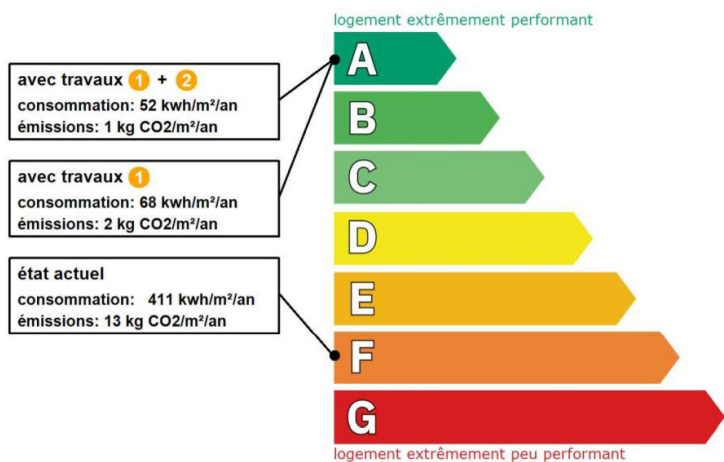 logement extrêmement performant
avec travaux 1 + 2
consommation: 52 kwh/m²/an
émissions: 1 kg CO2/m²/an
avec travaux 1
consommation: 68 kwh/m²/an
émissions: 2 kg CO2/m²/an
état actuel
consommation: 411 kwh/m²/an
émissions: 13 kg CO2/m²/an
A
B
C
D
E
F
G
logement extrêmement peu performant